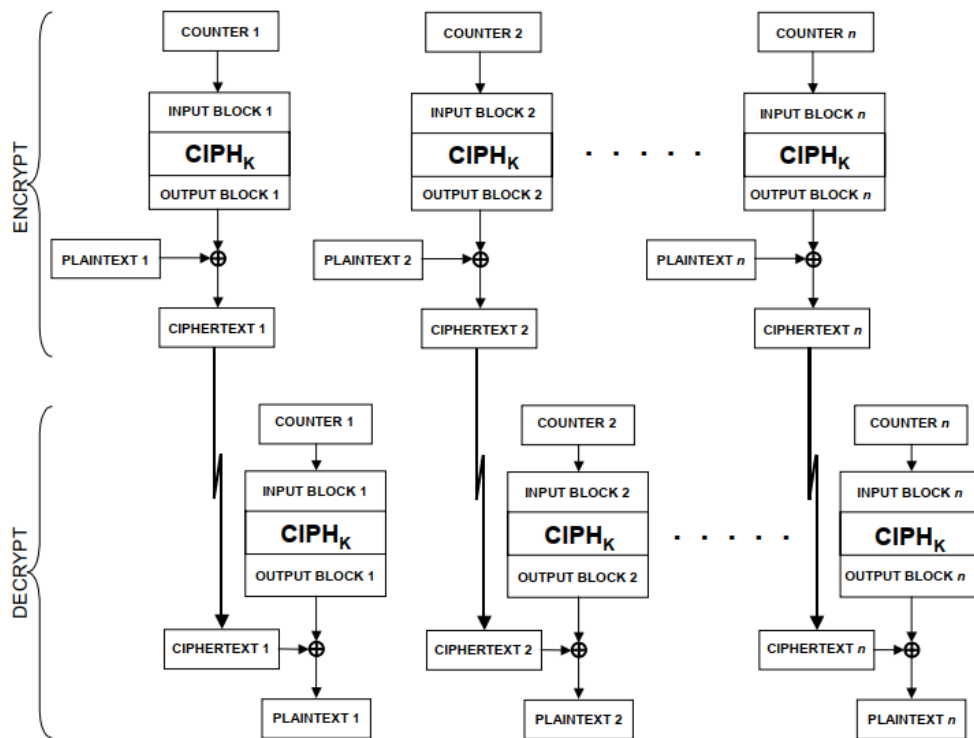 ENCRYPT
COUNTER 1 COUNTER 2 COUNTER n
INPUT BLOCK 1 INPUT BLOCK 2 INPUT BLOCK n
CIPHK CIPHK . . . . . CIPHK
OUTPUT BLOCK 1 OUTPUT BLOCK 2 OUTPUT BLOCK n
PLAINTEXT 1 PLAINTEXT 2 PLAINTEXT n
CIPHERTEXT 1 CIPHERTEXT 2 CIPHERTEXT n
DECRYPT
COUNTER 1 COUNTER 2 COUNTER n
INPUT BLOCK 1 INPUT BLOCK 2 INPUT BLOCK n
CIPHK CIPHK . . . . . CIPHK
OUTPUT BLOCK 1 OUTPUT BLOCK 2 OUTPUT BLOCK n
CIPHERTEXT 1 CIPHERTEXT 2 CIPHERTEXT n
PLAINTEXT 1 PLAINTEXT 2 PLAINTEXT n